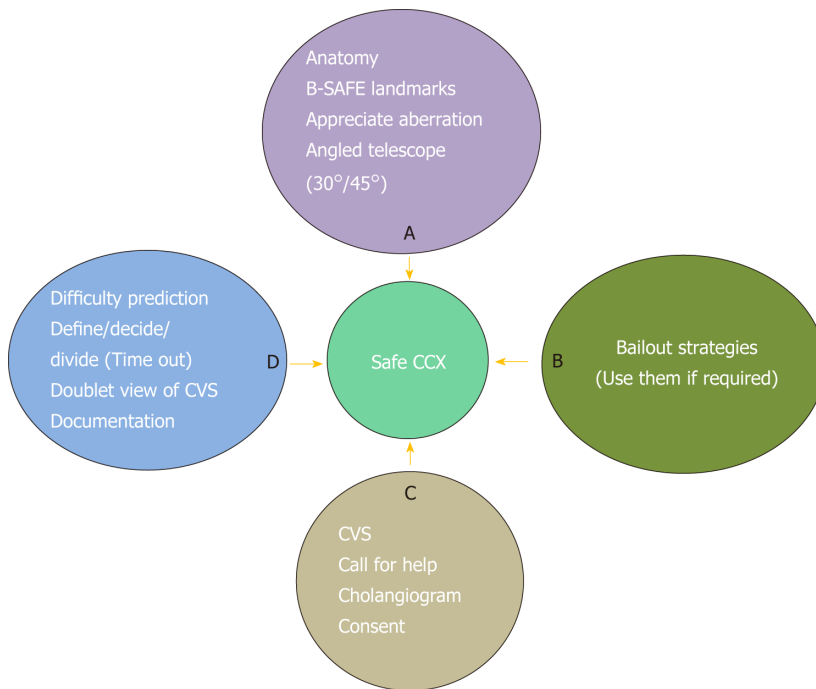 Anatomy
B-SAFE landmarks
Appreciate aberration
Angled telescope
(30°/45°)
A
Difficulty prediction
Define/decide/
divide (Time out)
Doublet view of CVS
Documentation
D
Safe CCX
B
Bailout strategies
(Use them if required)
C
CVS
Call for help
Cholangiogram
Consent